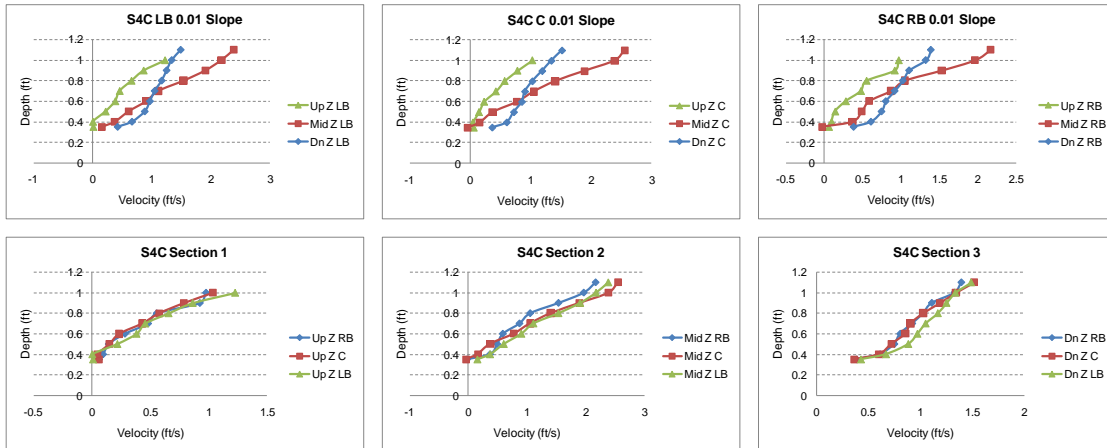 S4C LB 0.01 Slope
Depth (ft)
1.2
1
0.8
0.6
0.4
0.2
0
-1 0 1 2 3
Velocity (ft/s)
Up Z LB
Mid Z LB
Dn Z LB
S4C C 0.01 Slope
Depth (ft)
1.2
1
0.8
0.6
0.4
0.2
0
-1 0 1 2 3
Velocity (ft/s)
Up Z C
Mid Z C
Dn Z C
S4C RB 0.01 Slope
Depth (ft)
1.2
1
0.8
0.6
0.4
0.2
0
-0.5 0 0.5 1 1.5 2 2.5
Velocity (ft/s)
Up Z RB
Mid Z RB
Dn Z RB
S4C Section 1
Depth (ft)
1.2
1
0.8
0.6
0.4
0.2
0
-0.5 0 0.5 1 1.5
Velocity (ft/s)
Up Z RB
Up Z C
Up Z LB
S4C Section 2
Depth (ft)
1.2
1
0.8
0.6
0.4
0.2
0
0 1 2 3
Velocity (ft/s)
Mid Z RB
Mid Z C
Mid Z LB
S4C Section 3
Depth (ft)
1.2
1
0.8
0.6
0.4
0.2
0
0 0.5 1 1.5 2
Velocity (ft/s)
Dn Z RB
Dn Z C
Dn Z LB